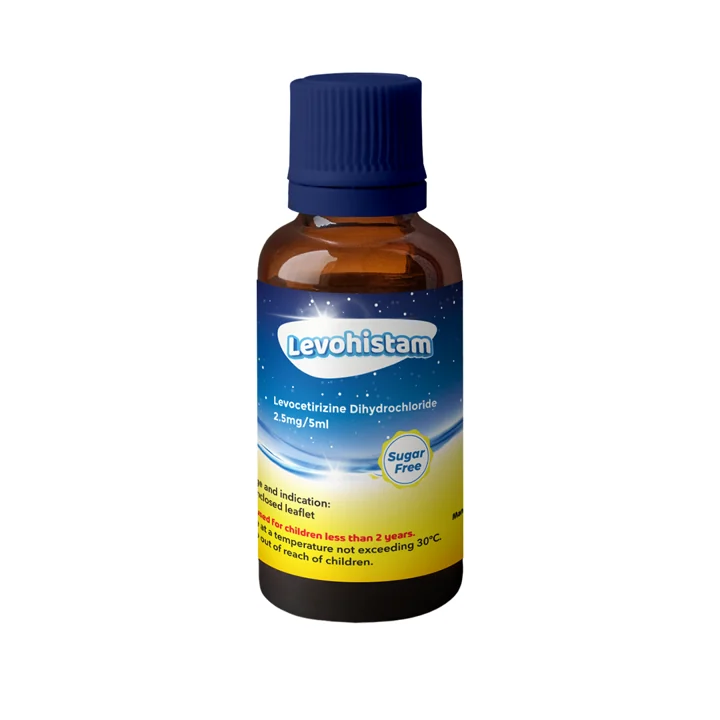 Levohistam
Levocetirizine Dihydrochloride
2.5mg/5ml
Sugar
Free
and indication:
leaflet
for children less than 2 years.
at a temperature not exceeding 30°C.
out of reach of children.